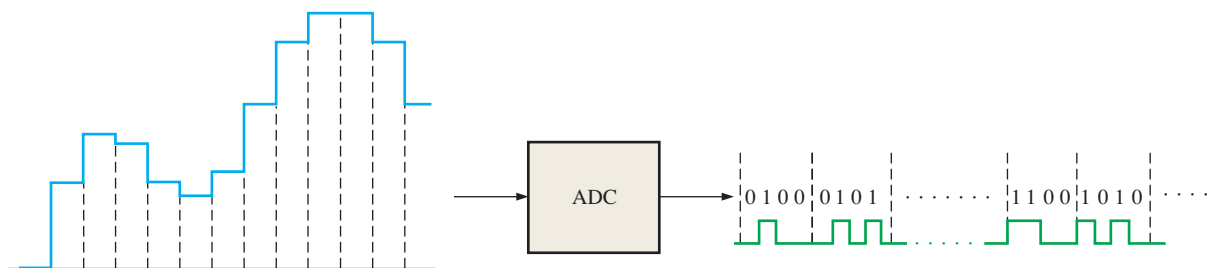 ADC
0 1 0 0 0 1 0 1 . . . . . . . . 1 1 0 0 1 0 1 0 . . . .